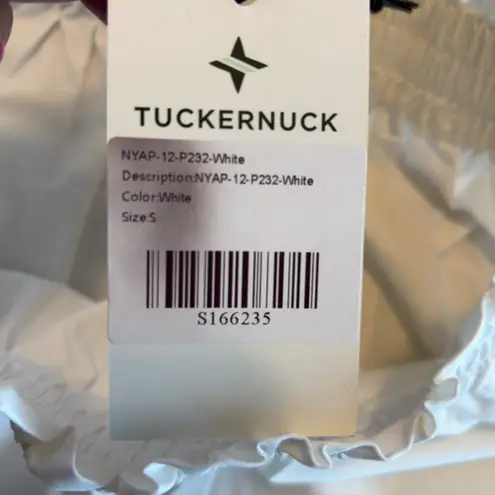 TUCKERNUCK
NYAP-12-P232-White
Description:NYAP-12-P232-White
Color:White
Size:S
S166235